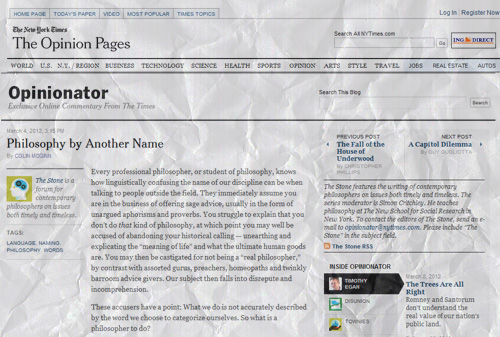 HOME PAGE TODAY'S PAPER VIDEO MOST POPULAR TIMES TOPICS
Log In Register Now
The New York Times
The Opinion Pages
Search All NYTimes.com
Go
ING DIRECT
WORLD U.S. N.Y. / REGION BUSINESS TECHNOLOGY SCIENCE HEALTH SPORTS OPINION ARTS STYLE TRAVEL JOBS REAL ESTATE AUTOS
Opinionator
Exclusive Online Commentary From The Times
Search This Blog
Search
March 4, 2012, 3:15 PM
Philosophy by Another Name
By COLIN MCGINN
The Stone is a
forum for
contemporary
philosophers on
issues both timely
and timeless.
TAGS:
LANGUAGE, NAMING,
PHILOSOPHY, WORDS
Every professional philosopher, or student of philosophy, knows
how linguistically confusing the name of our discipline can be when
talking to people outside the field. They immediately assume you
are in the business of offering sage advice, usually in the form of
unargued aphorisms and proverbs. You struggle to explain that you
don't do that kind of philosophy, at which point you may well be
accused of abandoning your historical calling — unearthing and
explicating the "meaning of life" and what the ultimate human goods
are. You may then be castigated for not being a "real philosopher,"
by contrast with assorted gurus, preachers, homeopaths and twinkly
barroom advice givers. Our subject then falls into disrepute and
incomprehension.
These accusers have a point: What we do is not accurately described
by the word we choose to categorize ourselves. So what is a
philosopher to do?
PREVIOUS POST
The Fall of the
House of
Underwood
By CHRISTOPHER
PHILLIPS
NEXT POST
A Capitol Dilemma
By GUY GUGLIOTTA
The Stone features the writing of contemporary
philosophers on issues both timely and timeless. The
series moderator is Simon Critchley. He teaches
philosophy at The New School for Social Research in
New York. To contact the editors of The Stone, send an e-
mail to opinionator@nytimes.com. Please include "The
Stone" in the subject field.
The Stone RSS
INSIDE OPINIONATOR
TIMOTHY
EGAN
DISUNION
TOWNIES
March 2, 2012
The Trees Are All
Right
Romney and Santorum
don't understand the
real value of our nation's
public land.